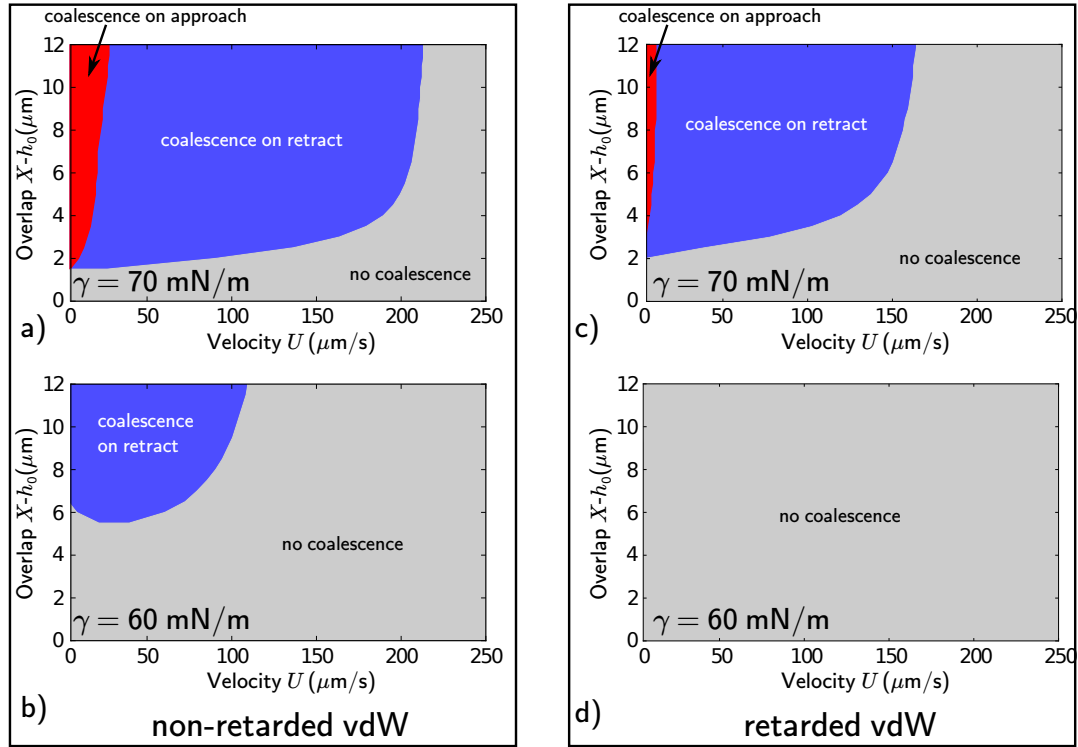 coalescence on approach
12
10
8
6
4
2
0
Overlap X-h₀(μm)
coalescence on retract
no coalescence
γ = 70 mN/m
0 50 100 150 200 250
a)
Velocity U (μm/s)
12
10
8
6
4
2
0
Overlap X-h₀(μm)
coalescence
on retract
no coalescence
γ = 60 mN/m
0 50 100 150 200 250
Velocity U (μm/s)
b)
non-retarded vdW
coalescence on approach
12
10
8
6
4
2
0
Overlap X-h₀(μm)
coalescence on retract
no coalescence
γ = 70 mN/m
0 50 100 150 200 250
c)
Velocity U (μm/s)
12
10
8
6
4
2
0
Overlap X-h₀(μm)
no coalescence
γ = 60 mN/m
0 50 100 150 200 250
Velocity U (μm/s)
d)
retarded vdW